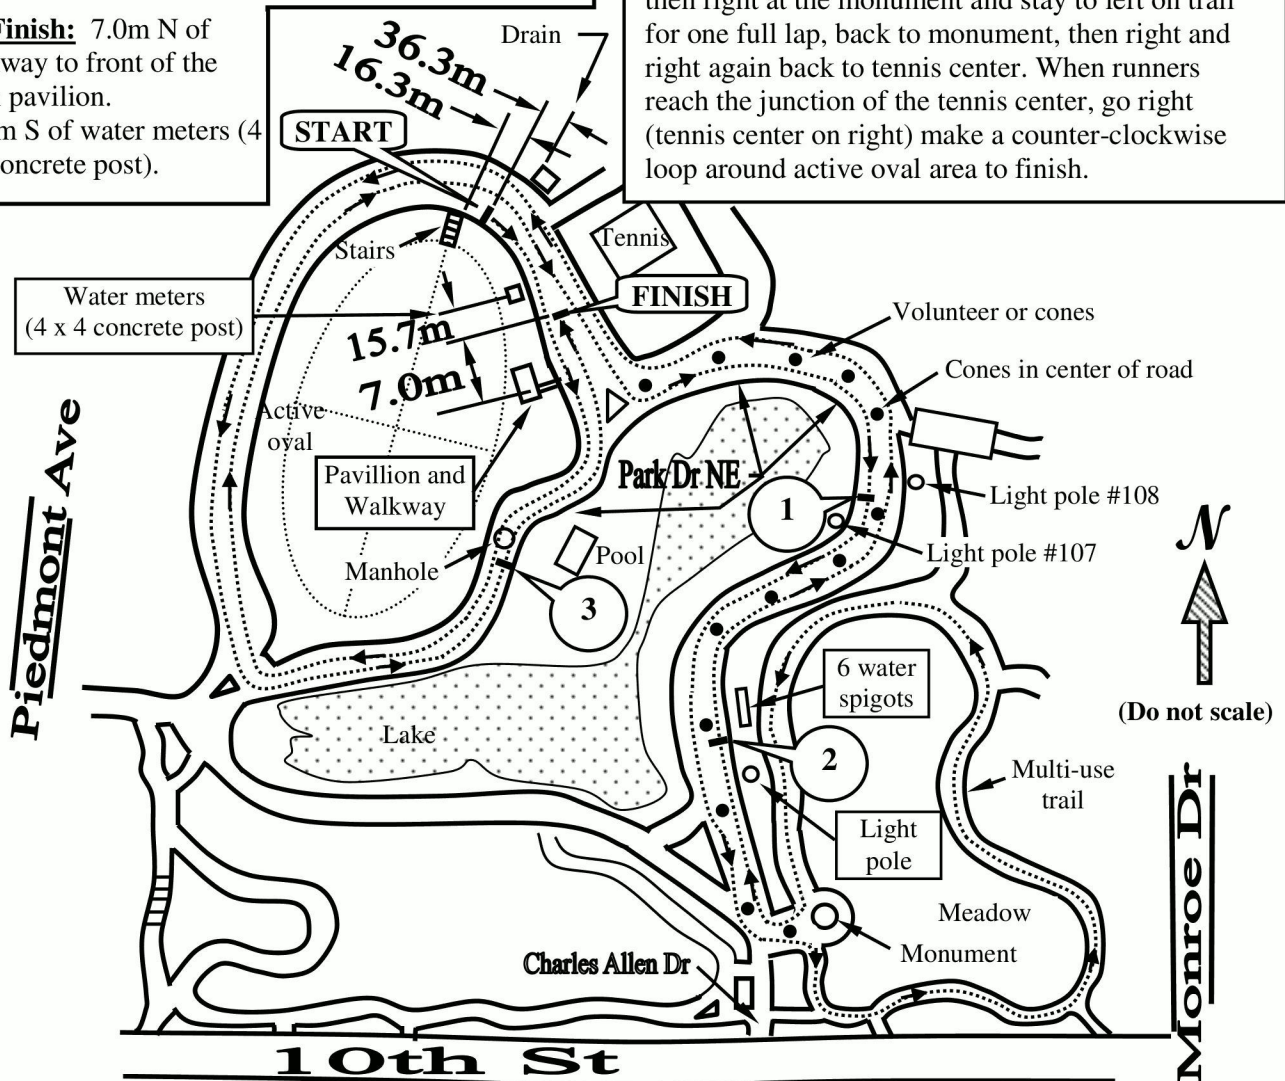 Finish: 7.0m N of
way to front of the
pavilion.
m S of water meters (4
oncrete post).
then right at the monument and stay to left on trail
for one full lap, back to monument, then right and
right again back to tennis center. When runners
reach the junction of the tennis center, go right
(tennis center on right) make a counter-clockwise
loop around active oval area to finish.
Drain
36.3m
16.3m
START
Tennis
Stairs
Water meters
(4 x 4 concrete post)
FINISH
Volunteer or cones
15.7m
7.0m
Cones in center of road
Active
oval
Piedmont Ave
Pavillion and
Walkway
Park Dr NE
1
Light pole #108
Manhole
Pool
Light pole #107
N
3
6 water
spigots
(Do not scale)
Lake
2
Multi-use
trail
Light
pole
Meadow
Monument
Charles Allen Dr
Monroe Dr
10th St